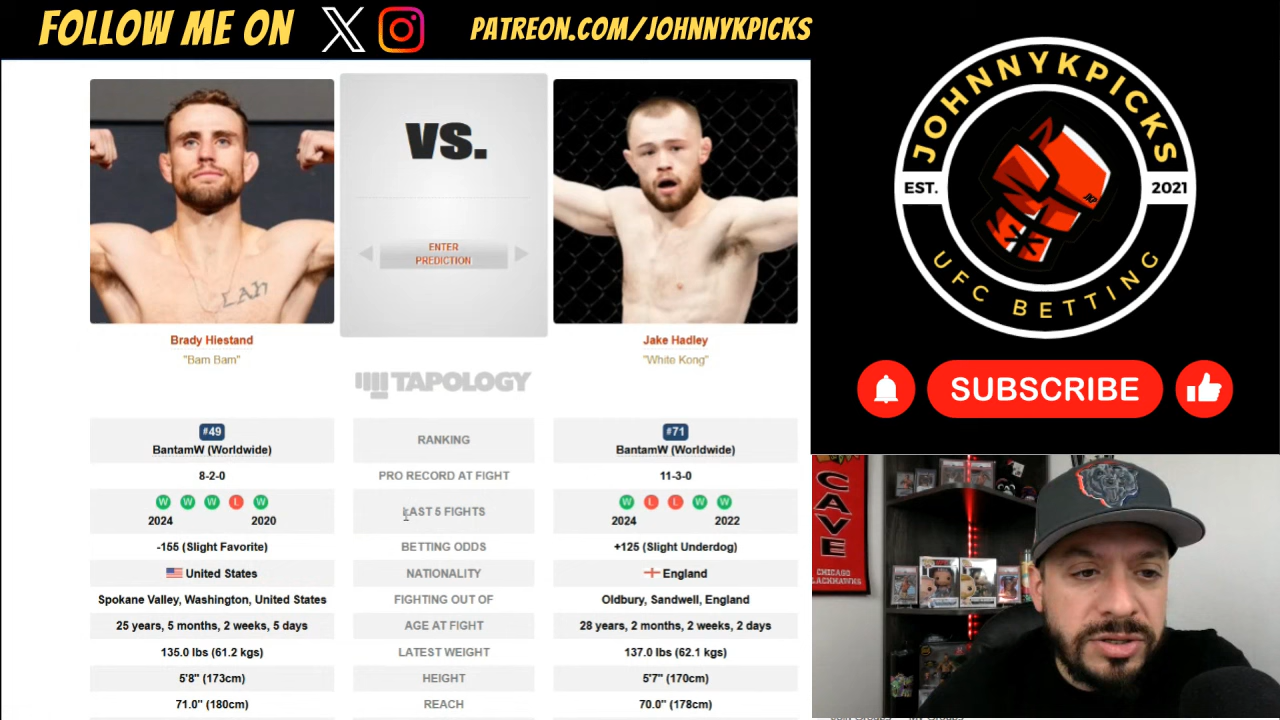 FOLLOW ME ON
PATREON.COM/JOHNNYKPICKS
VS.
ENTER
PREDICTION
LAH
Brady Hiestand
"Bam Bam"
Jake Hadley
"White Kong"
TAPOLOGY
#49
BantamW (Worldwide)
RANKING
#71
BantamW (Worldwide)
8-2-0
PRO RECORD AT FIGHT
11-3-0
W W W L W
2024 2020
LAST 5 FIGHTS
W L L W W
2024 2022
-155 (Slight Favorite)
BETTING ODDS
+125 (Slight Underdog)
United States
NATIONALITY
England
Spokane Valley, Washington, United States
FIGHTING OUT OF
Oldbury, Sandwell, England
25 years, 5 months, 2 weeks, 5 days
AGE AT FIGHT
28 years, 2 months, 2 weeks, 2 days
135.0 lbs (61.2 kgs)
LATEST WEIGHT
137.0 lbs (62.1 kgs)
5'8" (173cm)
HEIGHT
5'7" (170cm)
71.0" (180cm)
REACH
70.0" (178cm)
JOHNNYKPICKS
EST.
2021
JKP
UFC BETTING
SUBSCRIBE
CAVE
CHICAGO
BLACKHAWKS